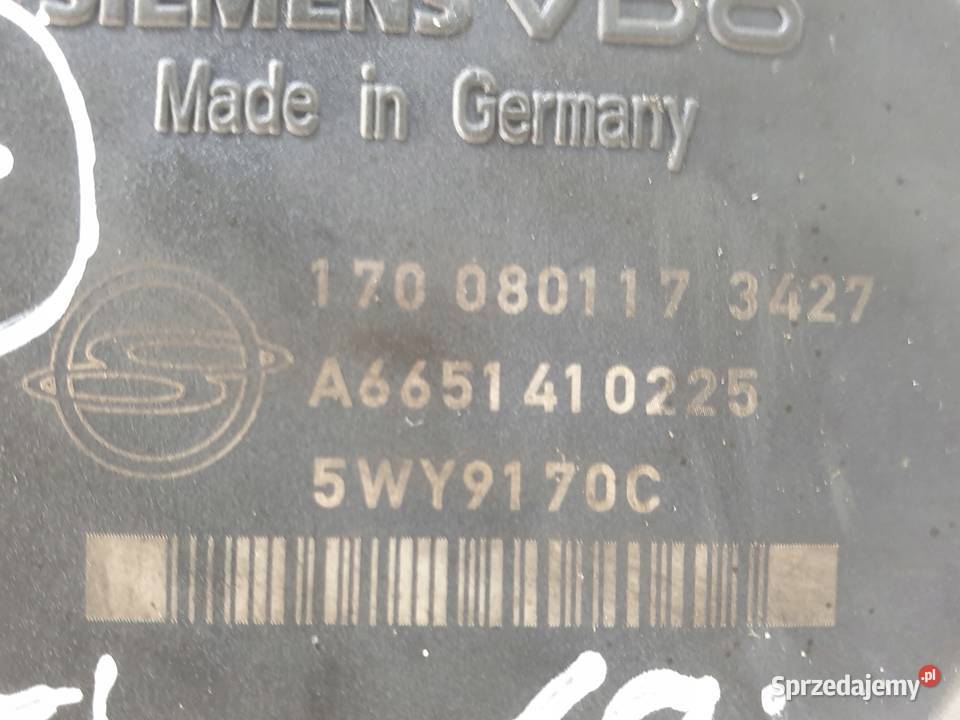 SIEMENS VDO
Made in Germany
170 080117 3427
A6651410225
5WY9170C
Sprzedajemy.pl